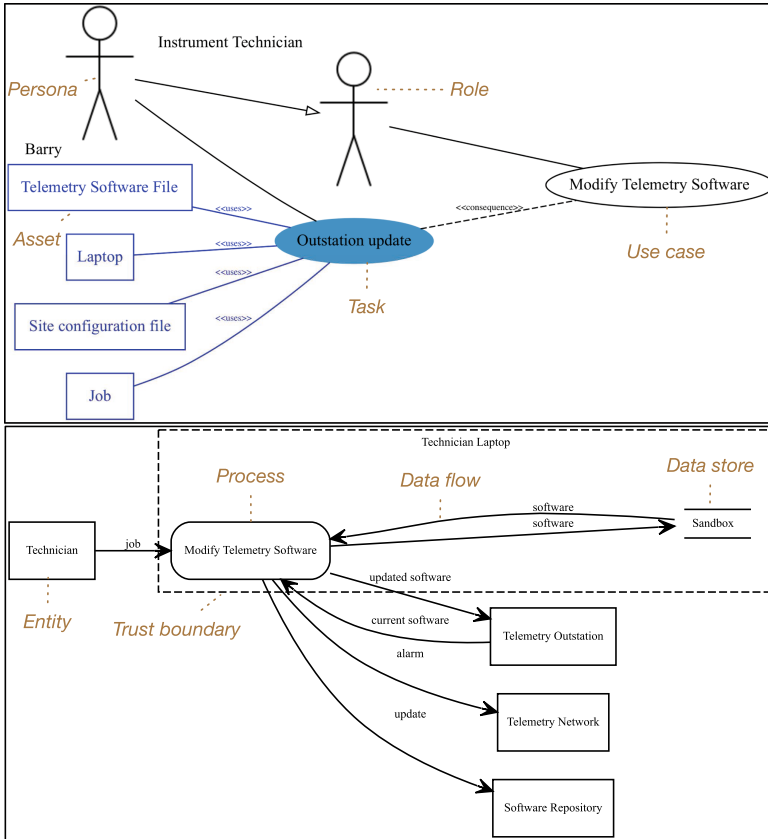 Instrument Technician
Persona
Role
Barry
Telemetry Software File
<<uses>>
<<consequence>>
Modify Telemetry Software
Asset
Outstation update
<<uses>>
Laptop
Use case
<<uses>>
Task
Site configuration file
<<uses>>
Job
Technician Laptop
Process
Data flow
Data store
software
software
Sandbox
Technician
job
Modify Telemetry Software
updated software
Entity
Trust boundary
current software
Telemetry Outstation
alarm
update
Telemetry Network
Software Repository